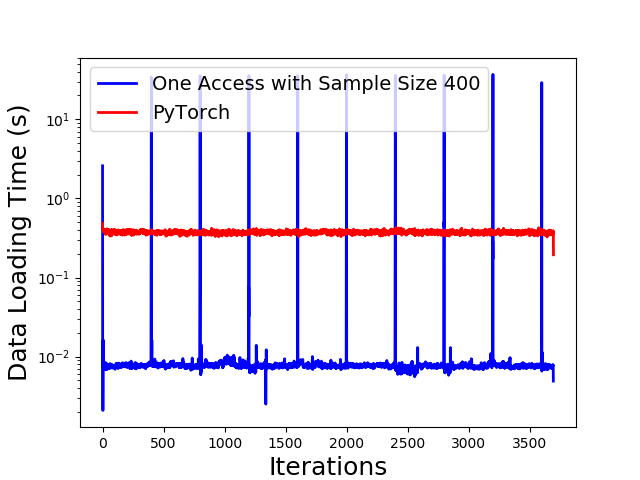 One Access with Sample Size 400
PyTorch
Data Loading Time (s)
10^1
10^0
10^-1
10^-2
0 500 1000 1500 2000 2500 3000 3500
Iterations